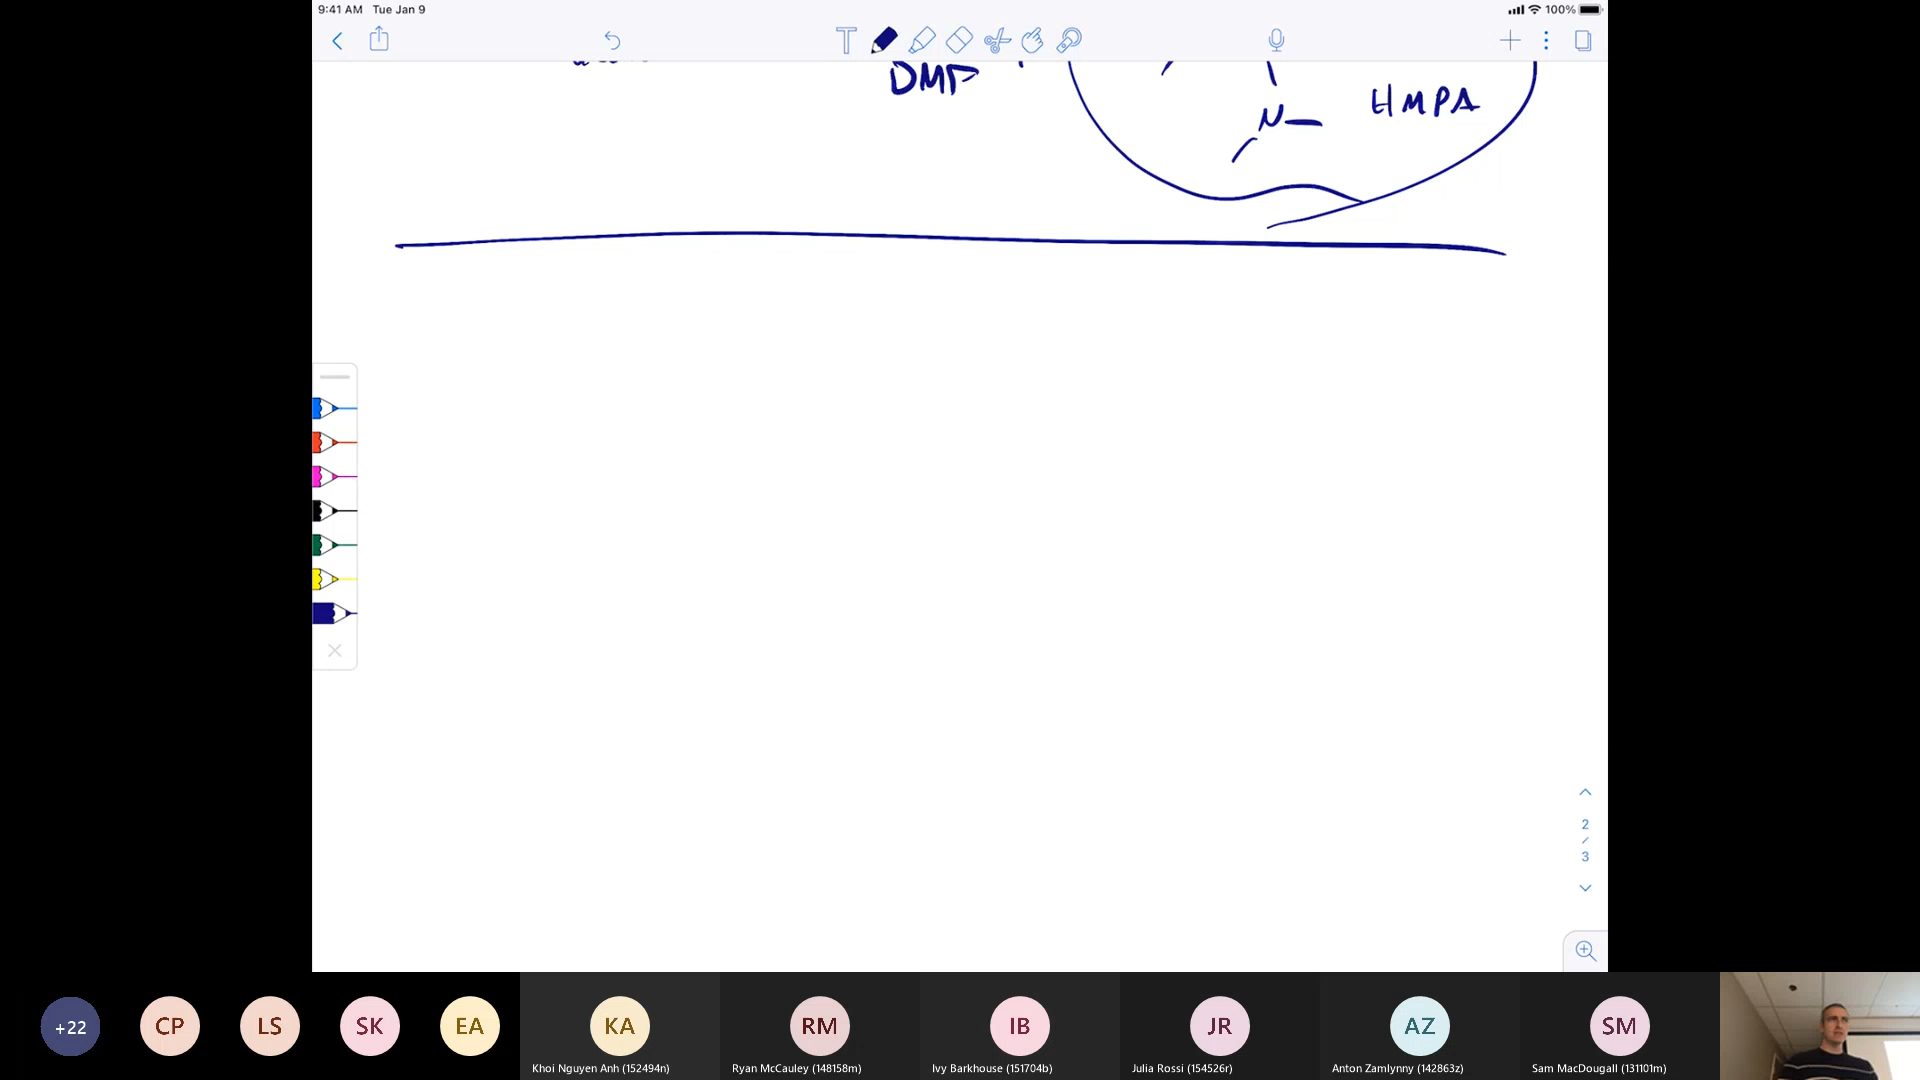 9:41 AM Tue Jan 9
100%
T
DMF
HMPA
N
2
/
3
+22
CP
LS
SK
EA
KA
RM
IB
JR
AZ
SM
Khoi Nguyen Anh (152494n)
Ryan McCauley (148158m)
Ivy Barkhouse (151704b)
Julia Rossi (154526r)
Anton Zamlynny (142863z)
Sam MacDougall (131101m)